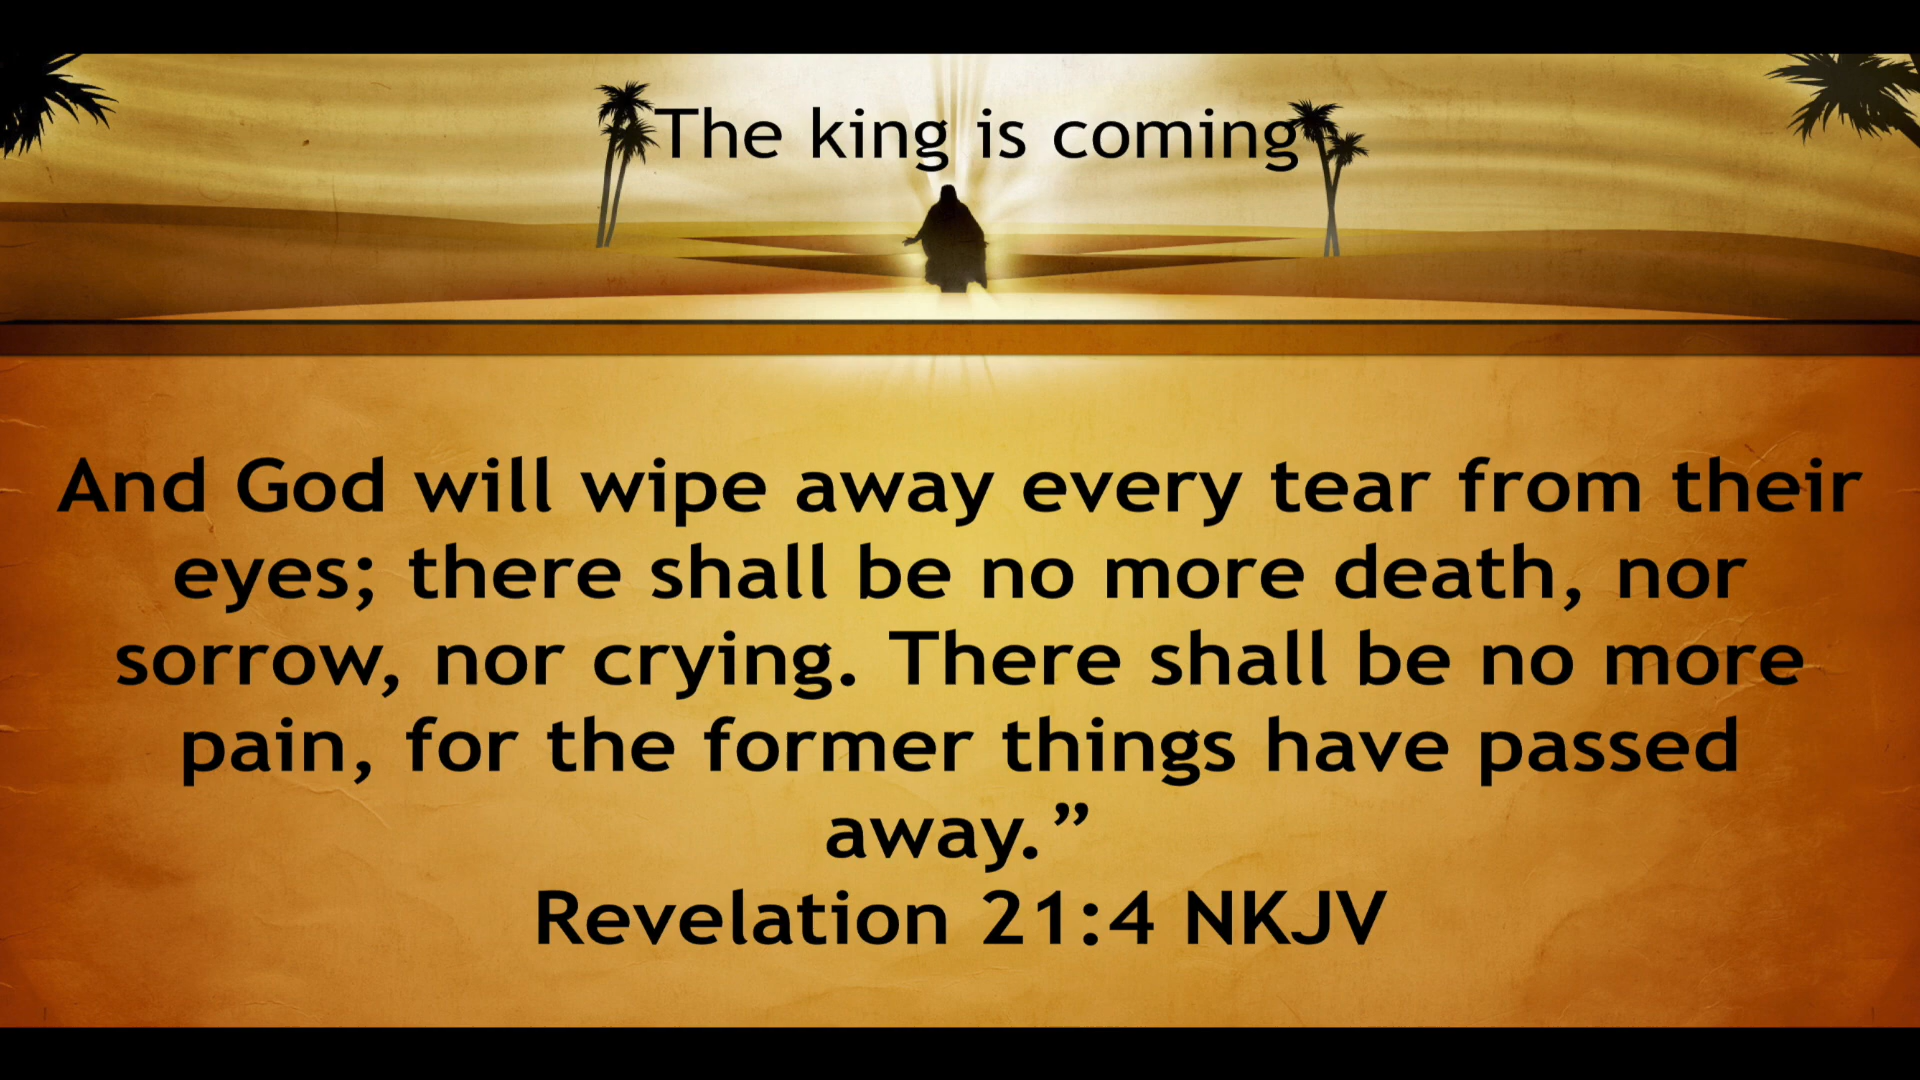 The king is coming
And God will wipe away every tear from their
eyes; there shall be no more death, nor
sorrow, nor crying. There shall be no more
pain, for the former things have passed
away.”
Revelation 21:4 NKJV